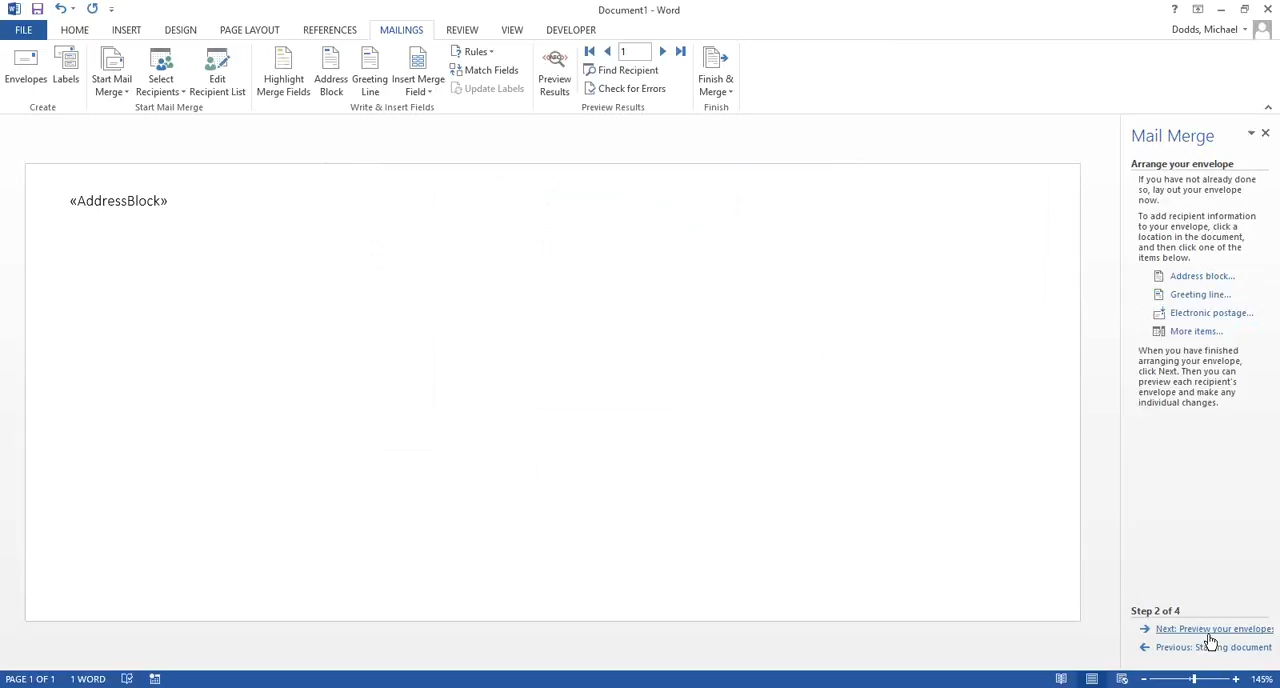 Document1 - Word
?
FILE HOME INSERT DESIGN PAGE LAYOUT REFERENCES MAILINGS REVIEW VIEW DEVELOPER
Dodds, Michael
Envelopes
Labels
Create
Start Mail
Merge
Select
Recipients
Edit
Recipient List
Start Mail Merge
Highlight
Merge Fields
Address
Block
Greeting
Line
Insert Merge
Field
Rules
Match Fields
Update Labels
Write & Insert Fields
ABC
Preview
Results
1
Find Recipient
Check for Errors
Preview Results
Finish &
Merge
Finish
«AddressBlock»
Mail Merge
Arrange your envelope
If you have not already done
so, lay out your envelope
now.
To add recipient information
to your envelope, click a
location in the document,
and then click one of the
items below.
Address block...
Greeting line...
Electronic postage...
More items...
When you have finished
arranging your envelope,
click Next. Then you can
preview each recipient's
envelope and make any
individual changes.
Step 2 of 4
Next: Preview your envelopes
Previous: document
PAGE 1 OF 1 1 WORD
145%